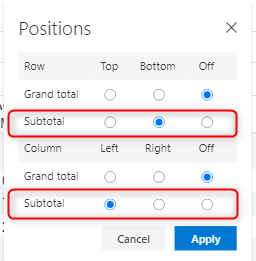 Positions
Row Top Bottom Off
Grand total
Subtotal
Column Left Right Off
Grand total
Subtotal
Cancel Apply